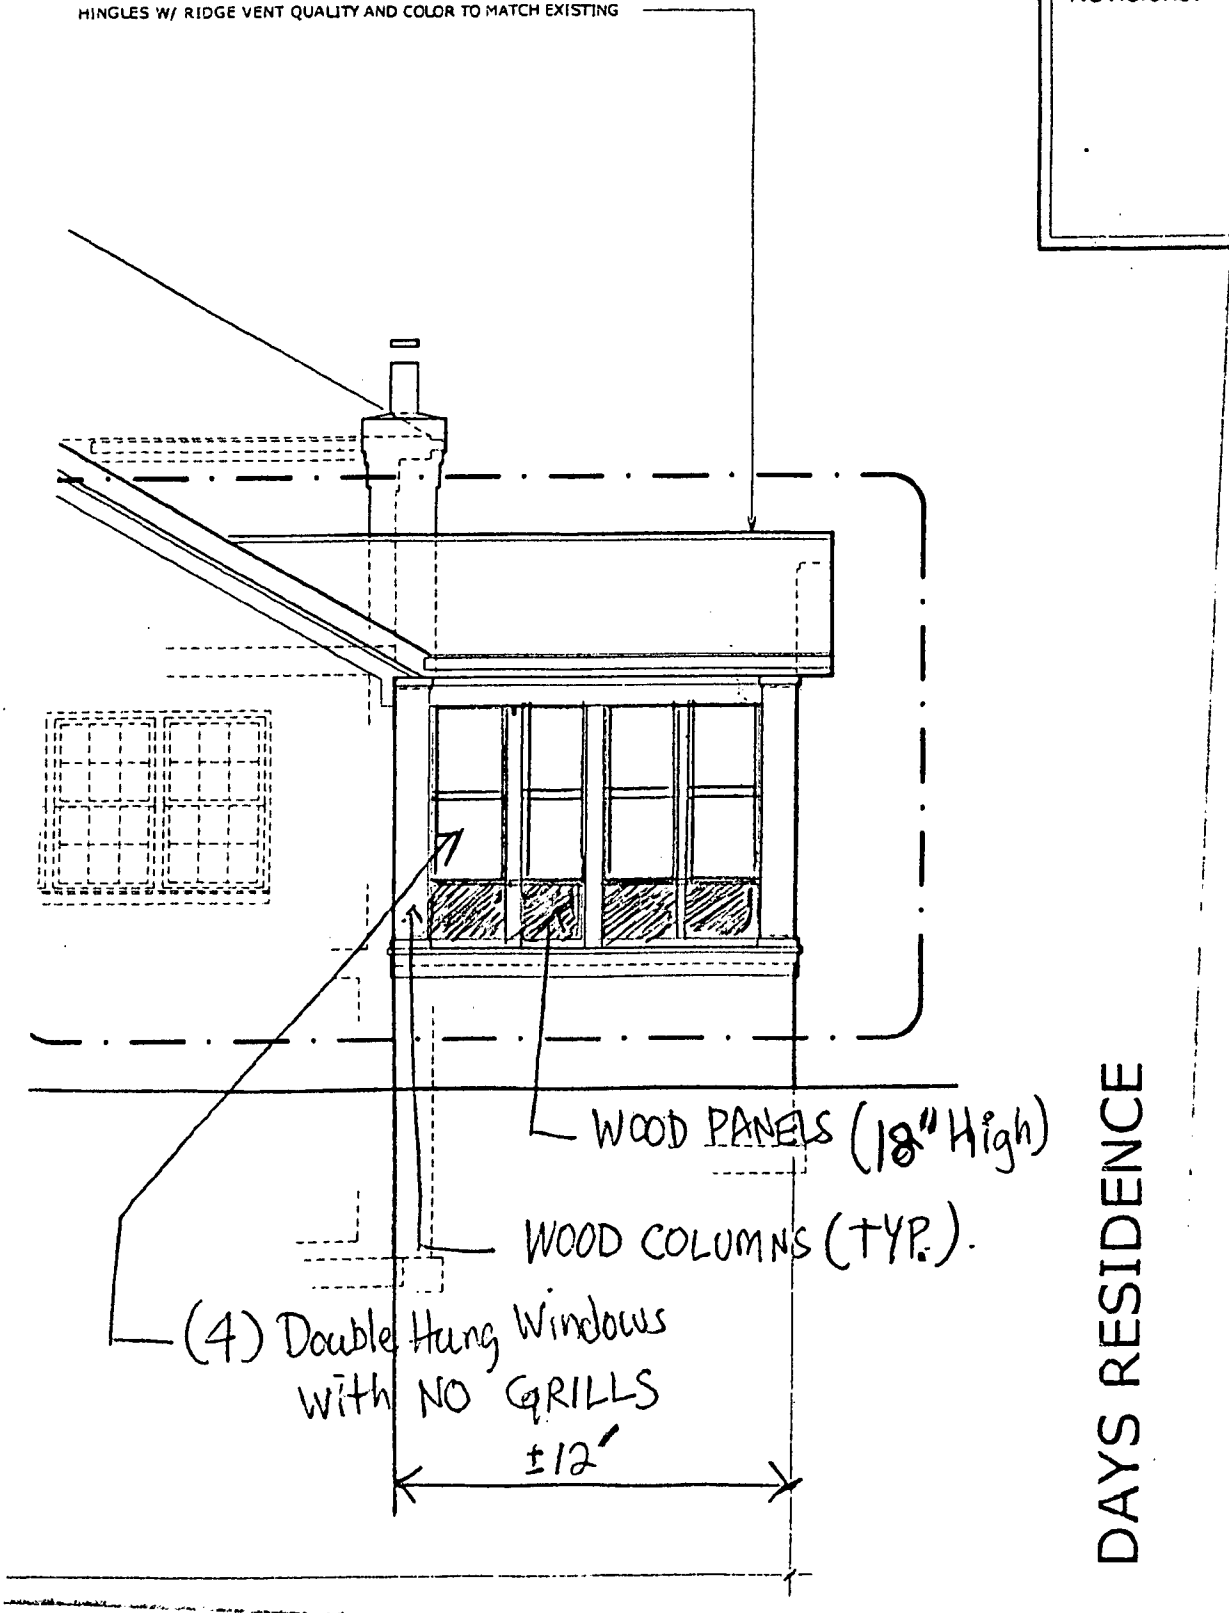 HINGLES W/ RIDGE VENT QUALITY AND COLOR TO MATCH EXISTING
WOOD PANELS (18" High)
WOOD COLUMNS (TYP.).
(4) Double Hung Windows
With NO GRILLS
±12'
DAYS RESIDENCE